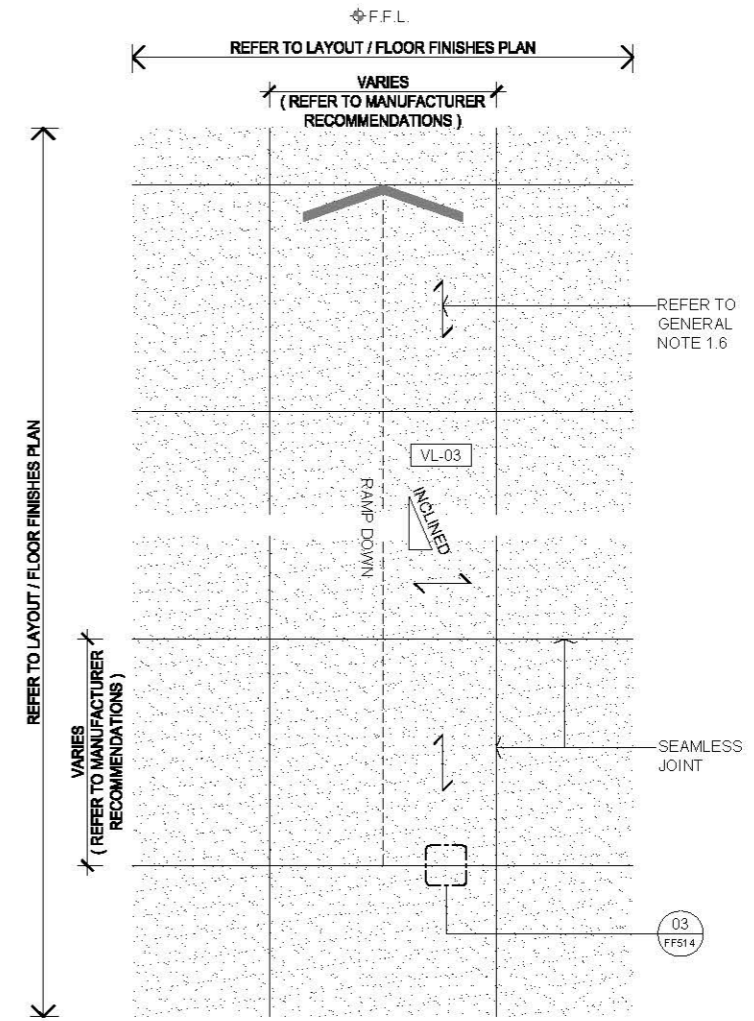 F.F.L.
REFER TO LAYOUT / FLOOR FINISHES PLAN
VARIES
( REFER TO MANUFACTURER
RECOMMENDATIONS )
REFER TO
GENERAL
NOTE 1.6
VL-03
RAMP DOWN
INCLINED
REFER TO LAYOUT / FLOOR FINISHES PLAN
VARIES
( REFER TO MANUFACTURER
RECOMMENDATIONS )
SEAMLESS
JOINT
03
FF514